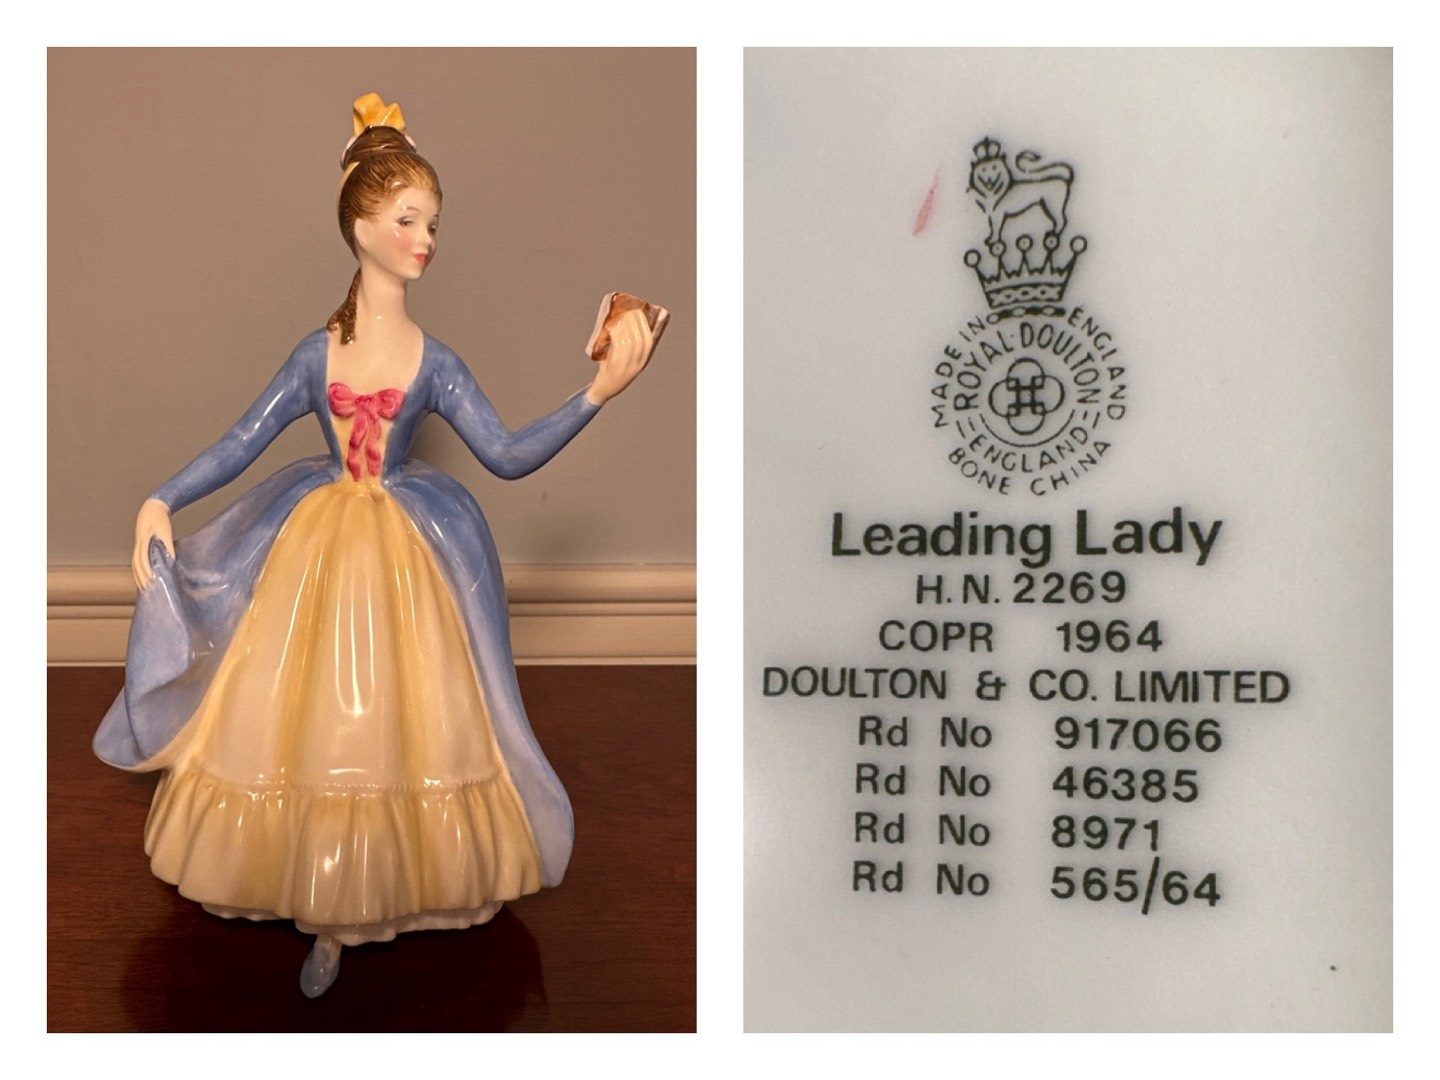 MADE IN ENGLAND
ROYAL·DOULTON
ENGLAND
BONE CHINA
Leading Lady
H.N. 2269
COPR 1964
DOULTON & CO. LIMITED
Rd No 917066
Rd No 46385
Rd No 8971
Rd No 565/64